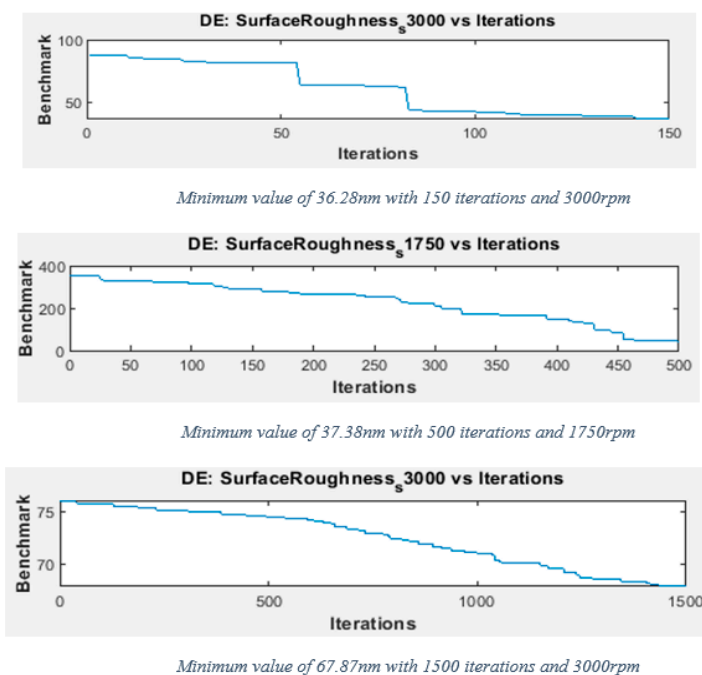 DE: SurfaceRoughness_s3000 vs Iterations
Benchmark
100
50
0 50 100 150
Iterations
Minimum value of 36.28nm with 150 iterations and 3000rpm
DE: SurfaceRoughness_s1750 vs Iterations
Benchmark
400
200
0
0 50 100 150 200 250 300 350 400 450 500
Iterations
Minimum value of 37.38nm with 500 iterations and 1750rpm
DE: SurfaceRoughness_s3000 vs Iterations
Benchmark
75
70
0 500 1000 1500
Iterations
Minimum value of 67.87nm with 1500 iterations and 3000rpm